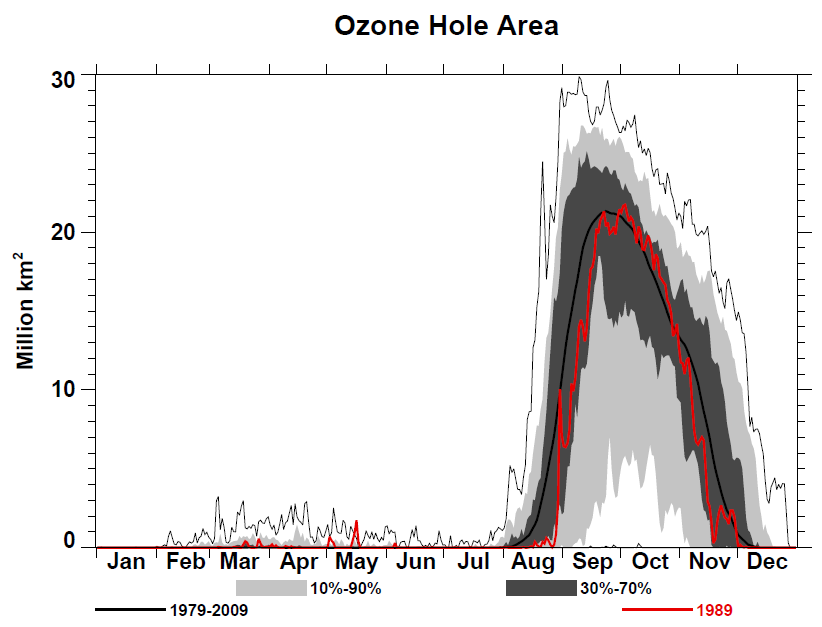 Ozone Hole Area
30
20
10
0
Million km²
Jan Feb Mar Apr May Jun Jul Aug Sep Oct Nov Dec
10%-90% 30%-70%
1979-2009 1989